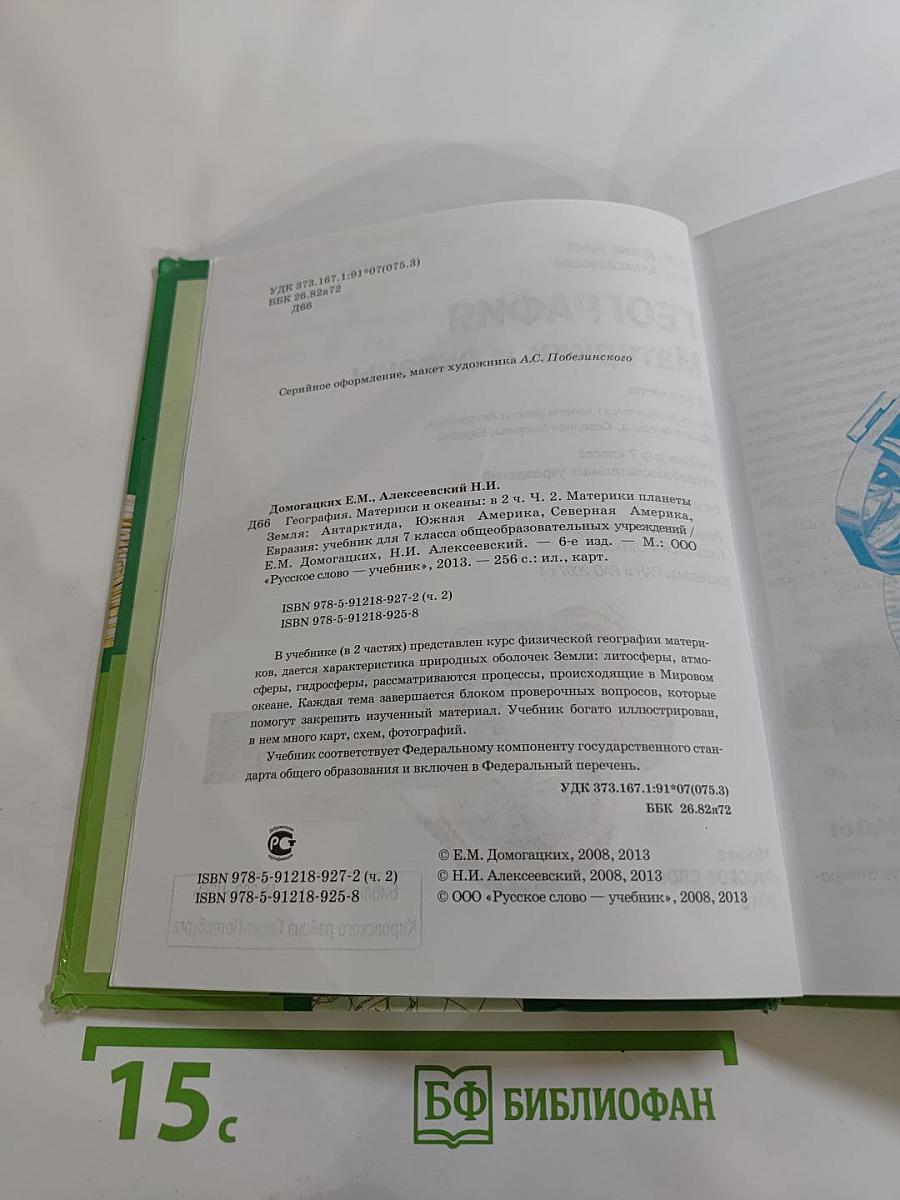 УДК 373.167.1:91*07(075.3)
ББК 26.82я72
Д66
Серийное оформление, макет художника А.С. Побезинского
Домогацких Е.М., Алексеевский Н.И.
Д66 География. Материки и океаны: в 2 ч. Ч. 2. Материки планеты
Земля: Антарктида, Южная Америка, Северная Америка,
Евразия: учебник для 7 класса общеобразовательных учреждений /
Е.М. Домогацких, Н.И. Алексеевский. — 6-е изд. — М.: ООО
«Русское слово — учебник», 2013. — 256 с.: ил., карт.
ISBN 978-5-91218-927-2 (ч. 2)
ISBN 978-5-91218-925-8
В учебнике (в 2 частях) представлен курс физической географии матери-
ков, дается характеристика природных оболочек Земли: литосферы, атмо-
сферы, гидросферы, рассматриваются процессы, происходящие в Мировом
океане. Каждая тема завершается блоком проверочных вопросов, которые
помогут закрепить изученный материал. Учебник богато иллюстрирован,
в нем много карт, схем, фотографий.
Учебник соответствует Федеральному компоненту государственного стан-
дарта общего образования и включен в Федеральный перечень.
УДК 373.167.1:91*07(075.3)
ББК 26.82я72
ISBN 978-5-91218-927-2 (ч. 2)
ISBN 978-5-91218-925-8
© Е.М. Домогацких, 2008, 2013
© Н.И. Алексеевский, 2008, 2013
© ООО «Русское слово — учебник», 2008, 2013
15 с
БФ БИБЛИОФАН